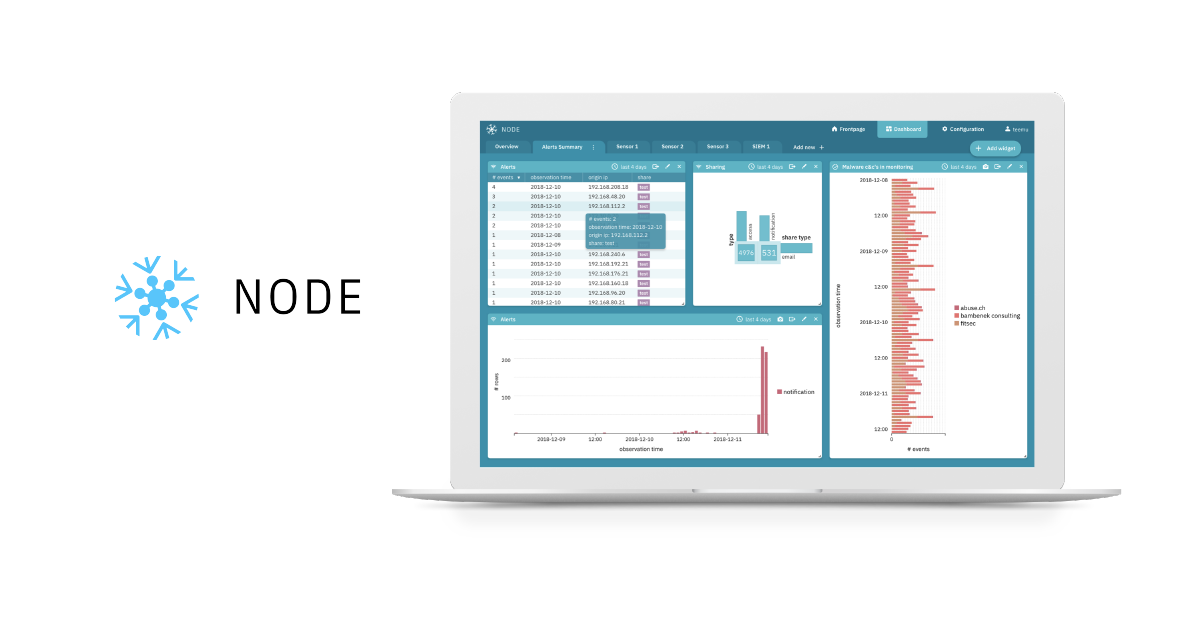 NODE
NODE
Frontpage Dashboard Configuration teemu
Overview Alerts Summary Sensor 1 Sensor 2 Sensor 3 SIEM 1 Add new + + Add widget
Alerts last 4 days
# events observation time origin ip share
4 2018-12-10 192.168.208.18 test
3 2018-12-10 192.168.48.20 test
2 2018-12-10 192.168.112.2 test
2 2018-12-10
2 2018-12-10
1 2018-12-08
1 2018-12-09
1 2018-12-10 192.168.240.6 test
1 2018-12-10 192.168.192.21 test
1 2018-12-10 192.168.176.21 test
1 2018-12-10 192.168.160.18 test
1 2018-12-10 192.168.96.20 test
1 2018-12-10 192.168.80.21 test
# events: 2
observation time: 2018-12-10
origin ip: 192.168.112.2
share: test
Sharing last 4 days
type
access
notification
share type
4976 531
email
Malware c&c's in monitoring last 4 days
2018-12-08
12:00
2018-12-09
12:00
2018-12-10
12:00
2018-12-11
12:00
observation time
0
# events
abuse.ch
bambenek consulting
fitsec
Alerts last 4 days
200
100
# rows
2018-12-09 12:00 2018-12-10 12:00 2018-12-11
observation time
notification